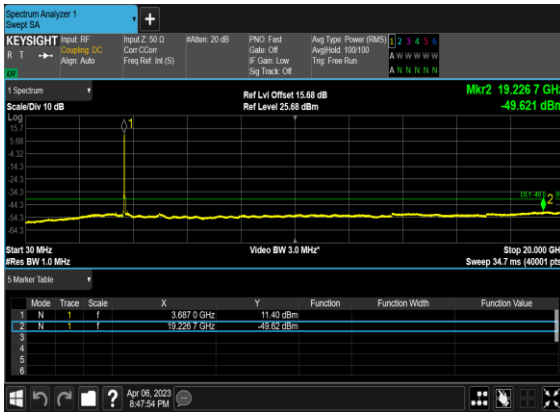 Spectrum Analyzer 1
Swept SA
+
KEYSIGHT Input: RF Input Z: 50 Ω #Atten: 20 dB PNO: Fast Avg Type: Power (RMS) 1 2 3 4 5 6
R T Coupling: DC Corr CCorr Gate: Off Avg|Hold: 100/100 A W W W W W
Align: Auto Freq Ref: Int (S) IF Gain: Low Trig: Free Run
Sig Track: Off A N N N N N
1 Spectrum Ref Lvl Offset 15.68 dB Mkr2 19.226 7 GHz
Scale/Div 10 dB Ref Level 25.68 dBm -49.621 dBm
Log
15.7
5.68
-4.32
-14.3
-24.3
-34.3
-44.3
-54.3
-64.3
1
2
Start 30 MHz Video BW 3.0 MHz* Stop 20.000 GHz
#Res BW 1.0 MHz Sweep 34.7 ms (40001 pts)
5 Marker Table
Mode Trace Scale X Y Function Function Width Function Value
1 N 1 f 3.687 0 GHz 11.40 dBm
2 N 1 f 19.226 7 GHz -49.62 dBm
3
4
5
6
? Apr 06, 2023
8:47:54 PM